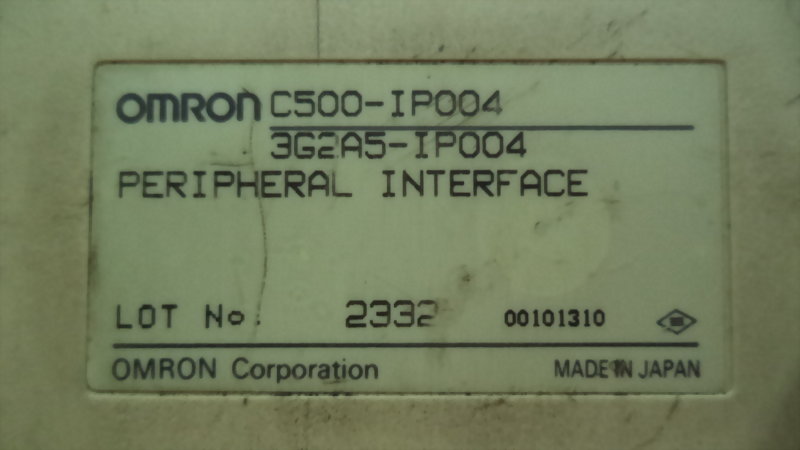 OMRON C500-IP004
3G2A5-IP004
PERIPHERAL INTERFACE
LOT No. 2332 00101310
OMRON Corporation MADE IN JAPAN